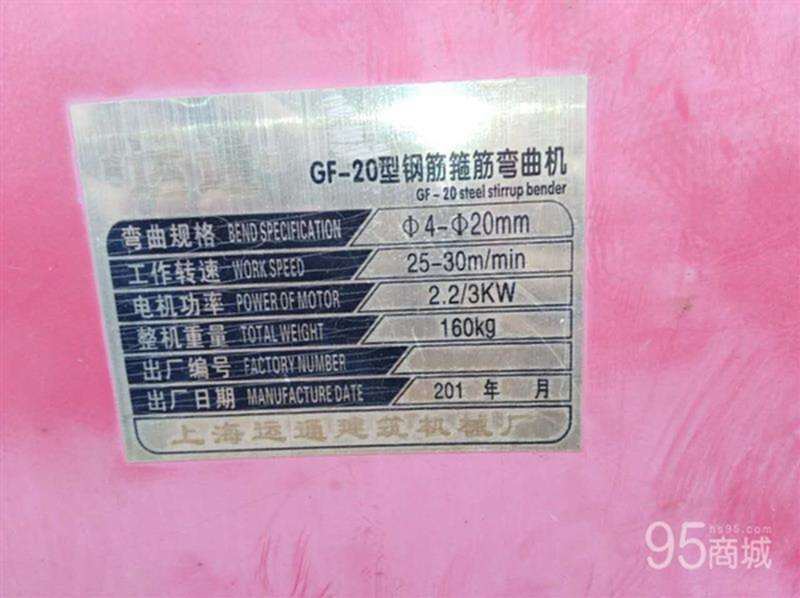 GF-20型钢筋箍筋弯曲机
GF-20 steel stirrup bender
弯曲规格 BEND SPECIFICATION Φ4-Φ20mm
工作转速 WORK SPEED 25-30m/min
电机功率 POWER OF MOTOR 2.2/3KW
整机重量 TOTAL WEIGHT 160kg
出厂编号 FACTORY NUMBER
出厂日期 MANUFACTURE DATE 201 年 月
上海运通建筑机械厂
hs95.com
95商城